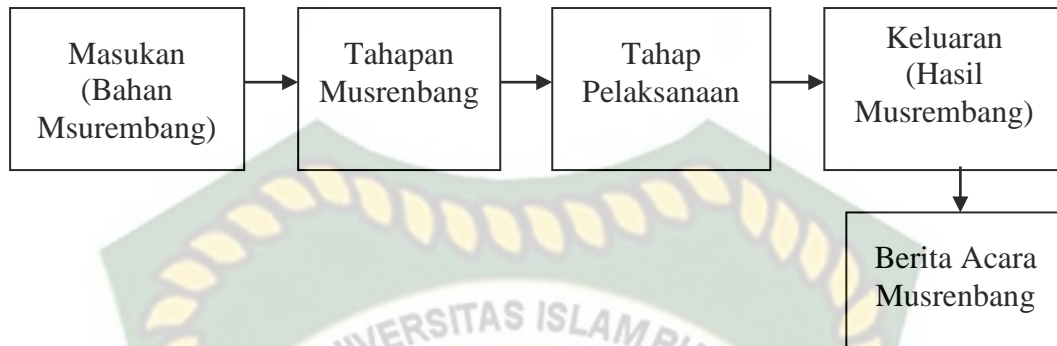 Masukan
(Bahan
Msurembang)
Tahapan
Musrenbang
Tahap
Pelaksanaan
Keluaran
(Hasil
Musrembang)
Berita Acara
Musrenbang
UNIVERSITAS ISLAM